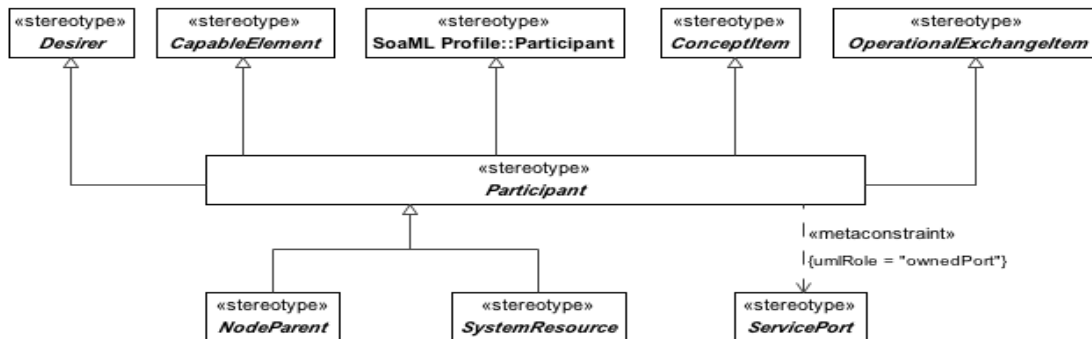 «stereotype»
Desirer
«stereotype»
CapableElement
«stereotype»
SoaML Profile::Participant
«stereotype»
ConceptItem
«stereotype»
OperationalExchangeItem
«stereotype»
Participant
«metaconstraint»
{umlRole = "ownedPort"}
«stereotype»
NodeParent
«stereotype»
SystemResource
«stereotype»
ServicePort